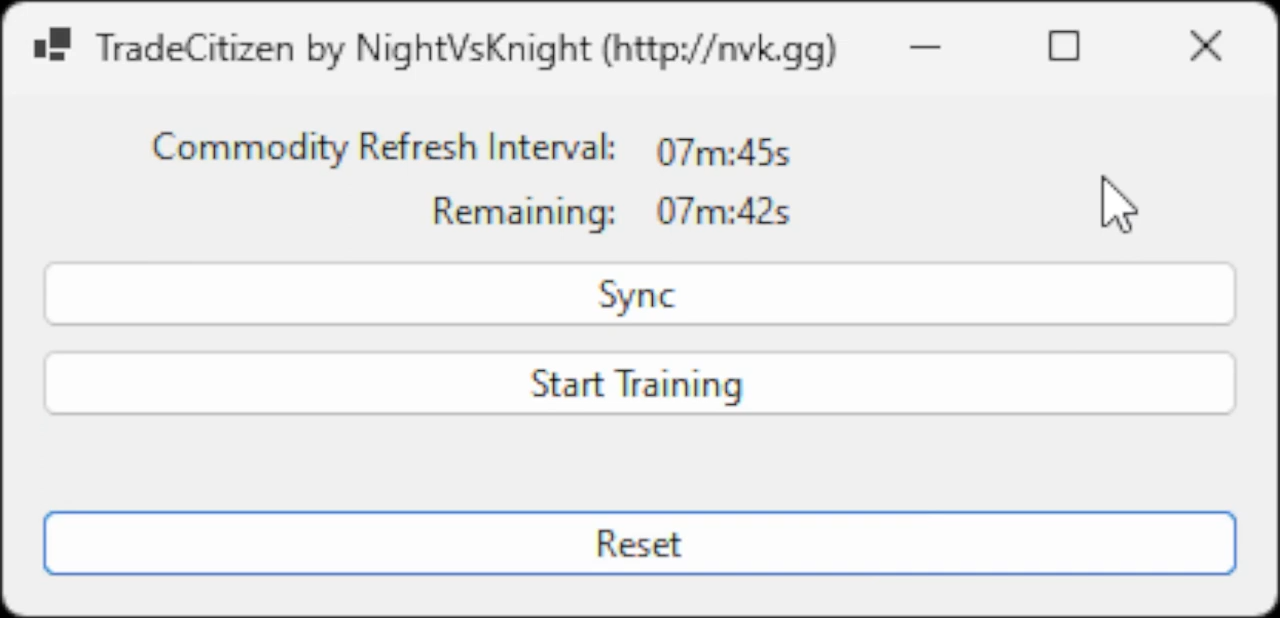 TradeCitizen by NightVsKnight (http://nvk.gg)
Commodity Refresh Interval: 07m:45s
Remaining: 07m:42s
Sync
Start Training
Reset